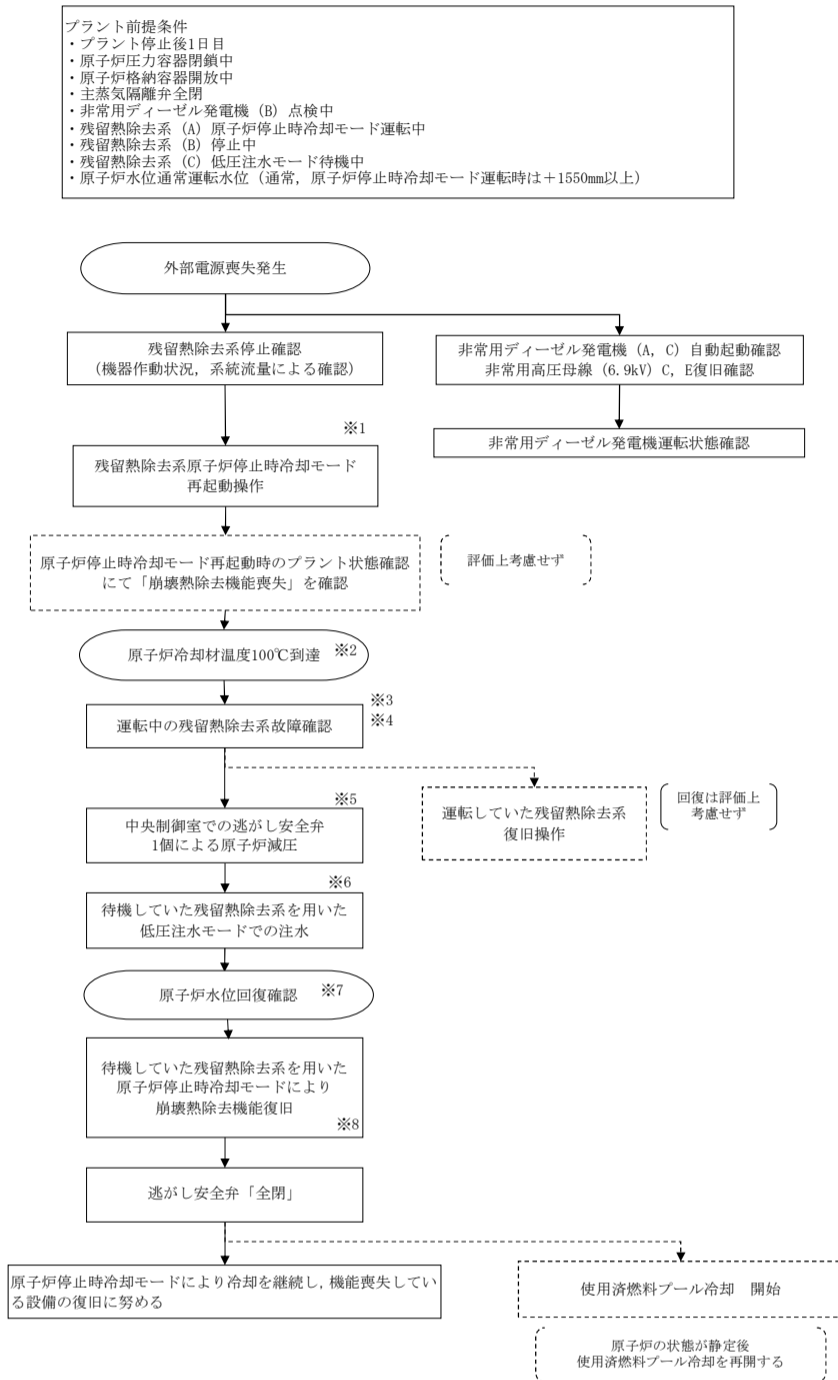 プラント前提条件
・プラント停止後1日目
・原子炉圧力容器閉鎖中
・原子炉格納容器開放中
・主蒸気隔離弁全閉
・非常用ディーゼル発電機（B）点検中
・残留熱除去系（A）原子炉停止時冷却モード運転中
・残留熱除去系（B）停止中
・残留熱除去系（C）低圧注水モード待機中
・原子炉水位通常運転水位（通常，原子炉停止時冷却モード運転時は＋1550mm以上）
外部電源喪失発生
残留熱除去系停止確認
（機器作動状況，系統流量による確認）
非常用ディーゼル発電機（A，C）自動起動確認
非常用高圧母線（6.9kV）C，E復旧確認
※1
非常用ディーゼル発電機運転状態確認
残留熱除去系原子炉停止時冷却モード
再起動操作
原子炉停止時冷却モード再起動時のプラント状態確認
にて「崩壊熱除去機能喪失」を確認
評価上考慮せず
原子炉冷却材温度100℃到達
※2
※3
※4
運転中の残留熱除去系故障確認
※5
中央制御室での逃がし安全弁
1個による原子炉減圧
運転していた残留熱除去系
復旧操作
回復は評価上
考慮せず
※6
待機していた残留熱除去系を用いた
低圧注水モードでの注水
原子炉水位回復確認
※7
待機していた残留熱除去系を用いた
原子炉停止時冷却モードにより
崩壊熱除去機能復旧
※8
逃がし安全弁「全閉」
原子炉停止時冷却モードにより冷却を継続し，機能喪失してい
る設備の復旧に努める
使用済燃料プール冷却　開始
原子炉の状態が静定後
使用済燃料プール冷却を再開する